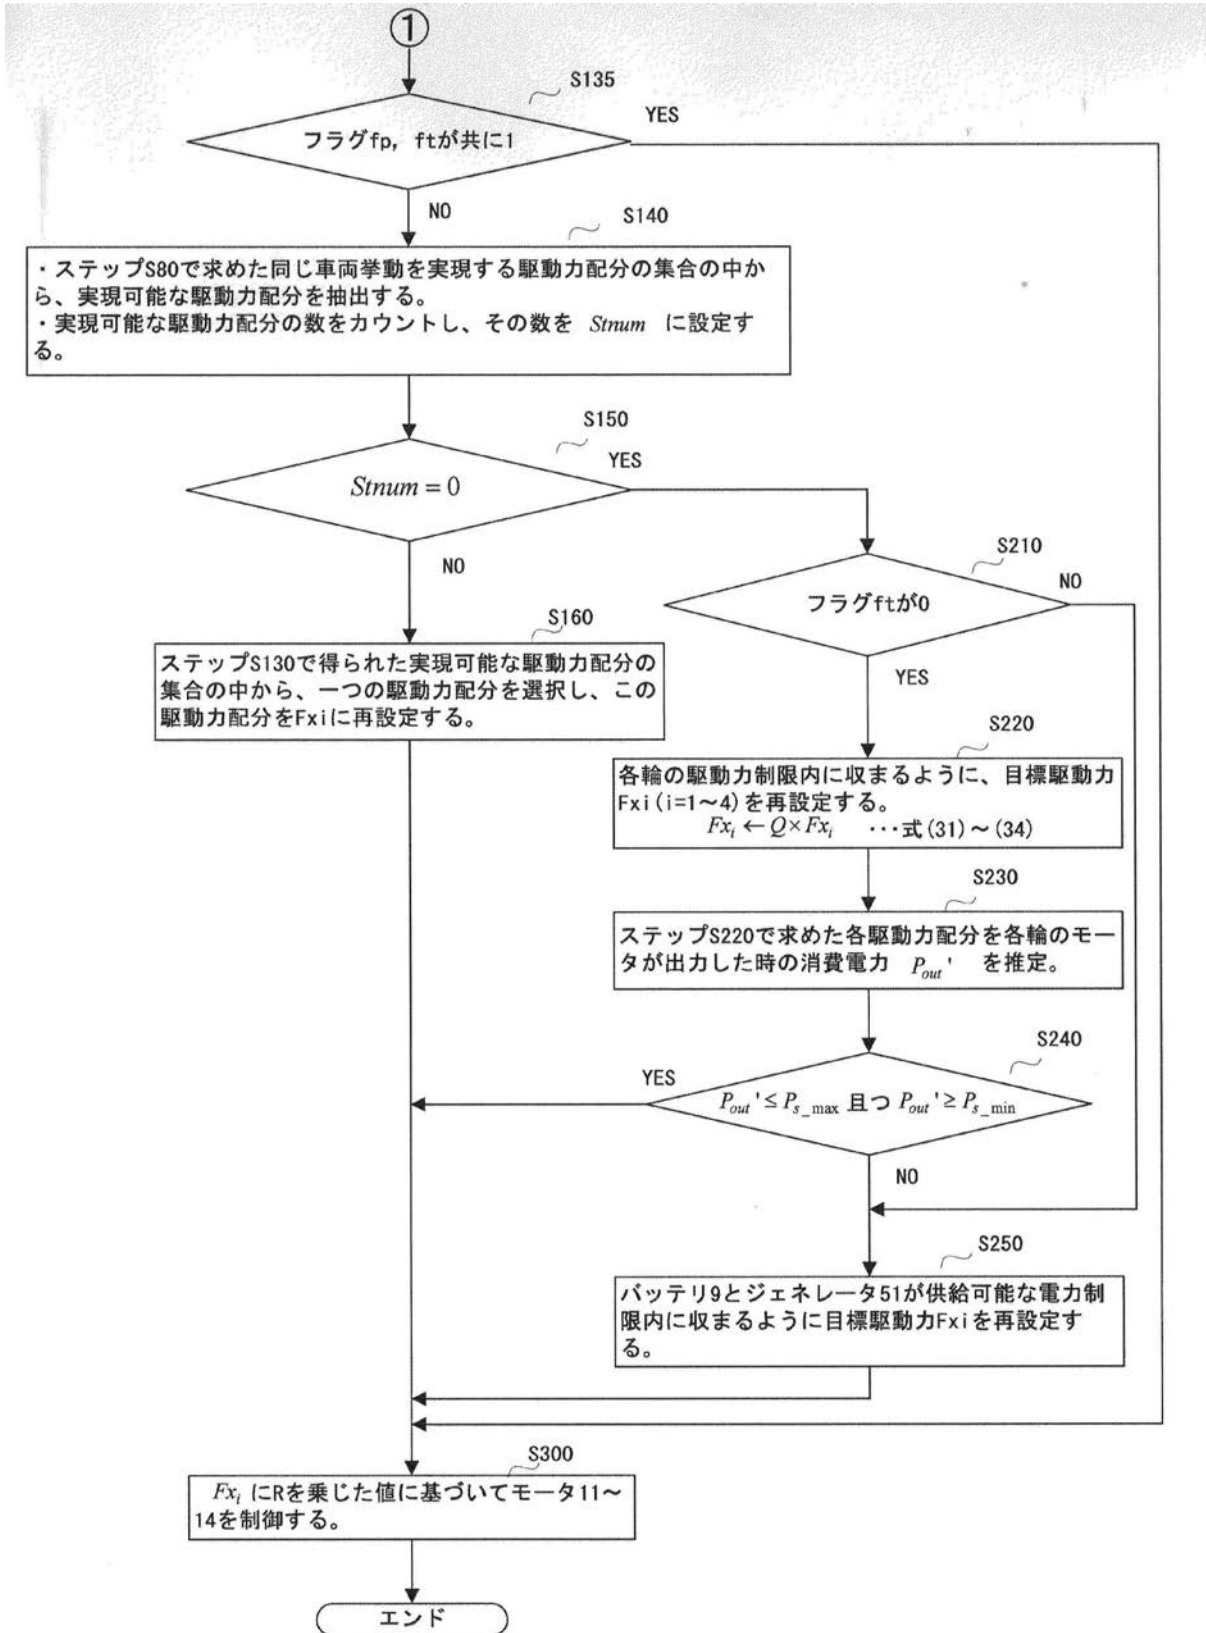 ①
S135
YES
フラグfp, ftが共に1
NO
S140
・ステップS80で求めた同じ車両挙動を実現する駆動力配分の集合の中か
ら、実現可能な駆動力配分を抽出する。
・実現可能な駆動力配分の数をカウントし、その数を Stnum に設定す
る。
S150
YES
Stnum = 0
NO
S210
NO
フラグftが0
YES
S160
ステップS130で得られた実現可能な駆動力配分の
集合の中から、一つの駆動力配分を選択し、この
駆動力配分をFxiに再設定する。
S220
各輪の駆動力制限内に収まるように、目標駆動力
Fxi(i=1～4)を再設定する。
Fx_i ← Q × Fx_i ・・・式(31)～(34)
S230
ステップS220で求めた各駆動力配分を各輪のモー
タが出力した時の消費電力 P_out' を推定。
S240
YES
P_out' ≤ P_s_max 且つ P_out' ≥ P_s_min
NO
S250
バッテリ9とジェネレータ51が供給可能な電力制
限内に収まるように目標駆動力Fxiを再設定す
る。
S300
Fx_i にRを乗じた値に基づいてモータ11～
14を制御する。
エンド